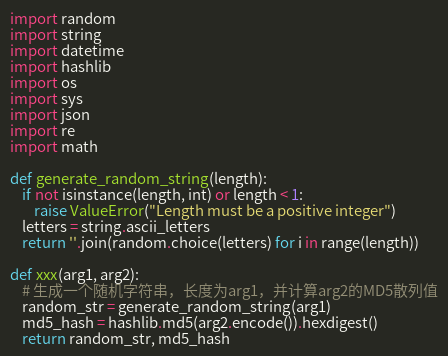 import random
import string
import datetime
import hashlib
import os
import sys
import json
import re
import math

def generate_random_string(length):
    if not isinstance(length, int) or length < 1:
        raise ValueError("Length must be a positive integer")
    letters = string.ascii_letters
    return ''.join(random.choice(letters) for i in range(length))

def xxx(arg1, arg2):
    # 生成一个随机字符串，长度为arg1，并计算arg2的MD5散列值
    random_str = generate_random_string(arg1)
    md5_hash = hashlib.md5(arg2.encode()).hexdigest()
    return random_str, md5_hash